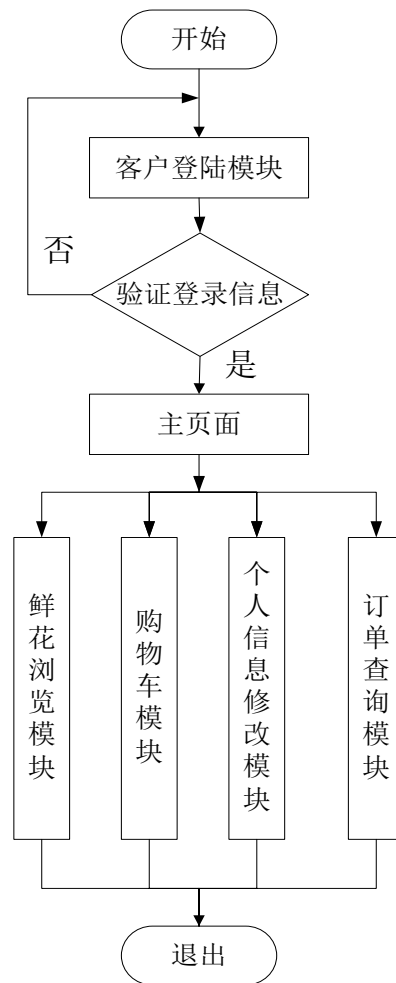 开始
客户登陆模块
否
验证登录信息
是
主页面
鲜花浏览模块
购物车模块
个人信息修改模块
订单查询模块
退出